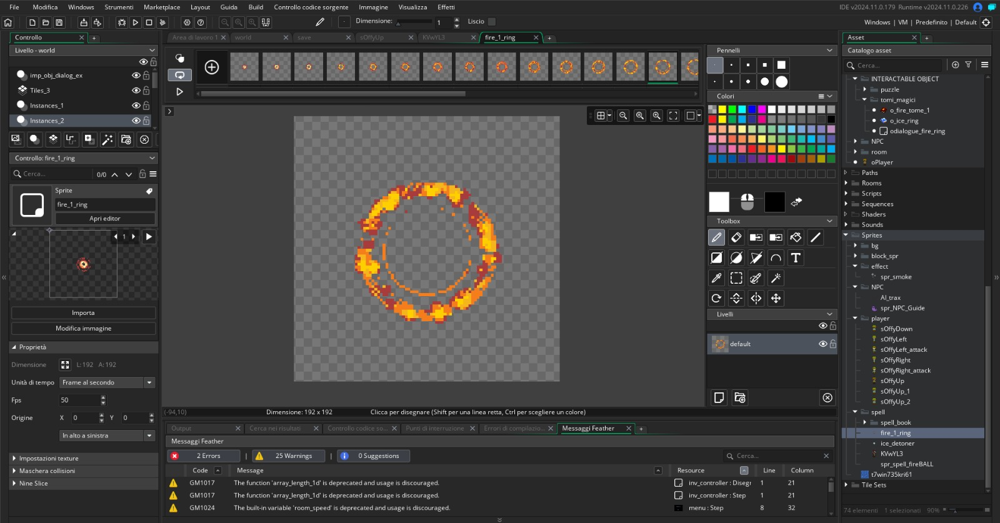 File Modifica Windows Strumenti Marketplace Layout Guida Build Controllo codice sorgente Immagine Visualizza Effetti IDE v2024.11.0.179 Runtime v2024.11.0.226
Dimensione: 1 Liscio Windows | VM | Predefinito | Default
Controllo
Area di lavoro 1 world save sOffyUp KVwYL3 fire_1_ring
Asset
Livello - world
Pennelli
Catalogo asset
Cerca...
imp_obj_dialog_ex
Tiles_3
Instances_1
Instances_2
Controllo: fire_1_ring
Cerca... 0/0
Sprite
fire_1_ring
Apri editor
1
Importa
Modifica immagine
Proprietà
Dimensione L: 192 A: 192
Unità di tempo Frame al secondo
Fps 50
Origine X 0 Y 0
In alto a sinistra
Impostazioni texture
Maschera collisioni
Nine Slice
(-94,10) Dimensione: 192 x 192 Clicca per disegnare (Shift per una linea retta, Ctrl per scegliere un colore)
Output Cerca nei risultati Controllo codice so... Punti di interruzione Errori di compilazio... Messaggi Feather
Messaggi Feather
2 Errors | 25 Warnings | 0 Suggestions Cerca...
Code Message Resource Line Column
GM1017 The function 'array_length_1d' is deprecated and usage is discouraged. inv_controller : Disegr 1 21
GM1017 The function 'array_length_1d' is deprecated and usage is discouraged. inv_controller : Step 1 21
GM1024 The built-in variable 'room_speed' is deprecated and usage is discouraged. menu : Step 8 32
Colori
Toolbox
T
Livelli
default
INTERACTABLE OBJECT
puzzle
tomi_magici
o_fire_tome_1
o_ice_ring
odialogue_fire_ring
NPC
room
oPlayer
Paths
Rooms
Scripts
Sequences
Shaders
Sounds
Sprites
bg
block_spr
effect
spr_smoke
NPC
AI_trax
spr_NPC_Guide
player
sOffyDown
sOffyLeft
sOffyLeft_attack
sOffyRight
sOffyRight_attack
sOffyUp
sOffyUp_1
sOffyUp_2
spell
spell_book
fire_1_ring
ice_detoner
KVwYL3
spr_spell_fireBALL
t7win735kri61
Tile Sets
74 elementi 1 selezionati 90%